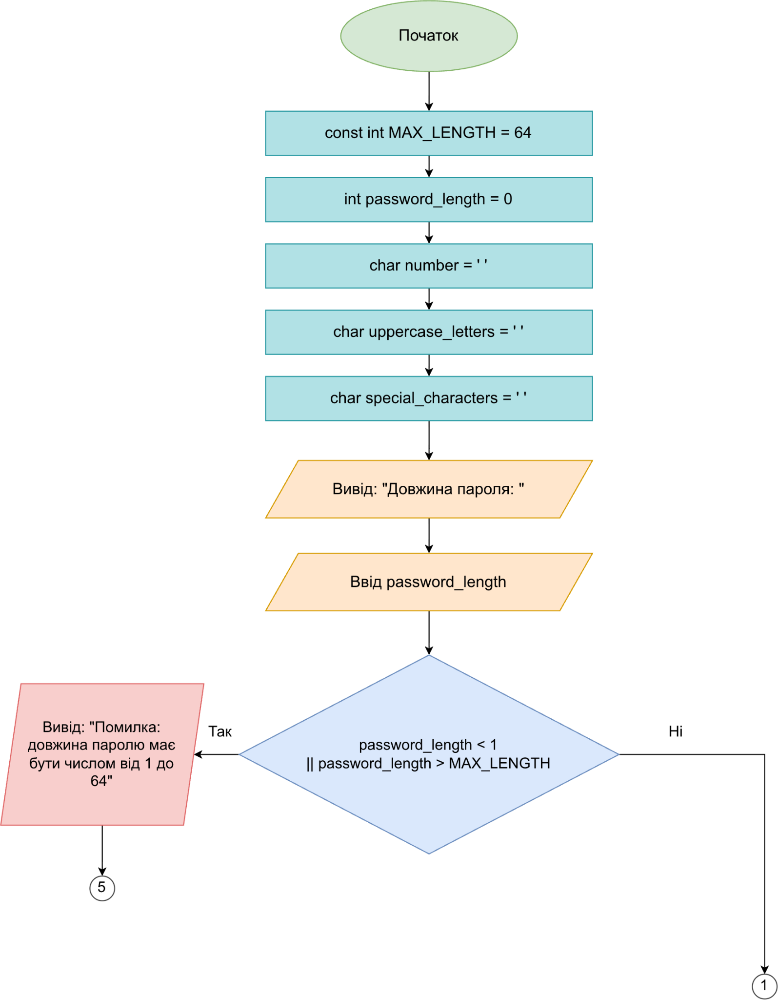 Початок
const int MAX_LENGTH = 64
int password_length = 0
char number = ' '
char uppercase_letters = ' '
char special_characters = ' '
Вивід: "Довжина пароля: "
Ввід password_length
Вивід: "Помилка:
довжина паролю має
бути числом від 1 до
64"
Так
password_length < 1
|| password_length > MAX_LENGTH
Ні
5
1